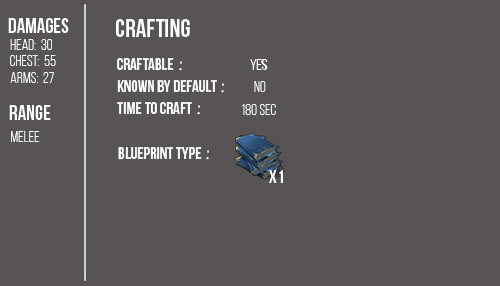 DAMAGES
HEAD: 30
CHEST: 55
ARMS: 27
RANGE
MELEE
CRAFTING
CRAFTABLE : YES
KNOWN BY DEFAULT : NO
TIME TO CRAFT : 180 SEC
BLUEPRINT TYPE :
X1